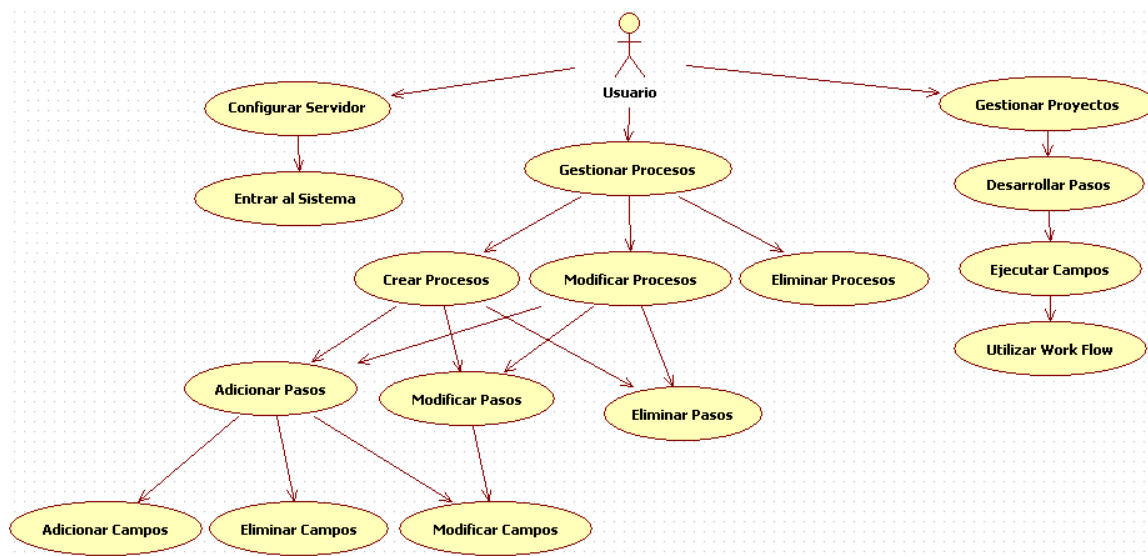 Usuario
Configurar Servidor
Gestionar Proyectos
Gestionar Procesos
Entrar al Sistema
Desarrollar Pasos
Crear Procesos
Modificar Procesos
Eliminar Procesos
Ejecutar Campos
Utilizar Work Flow
Adicionar Pasos
Modificar Pasos
Eliminar Pasos
Adicionar Campos
Eliminar Campos
Modificar Campos